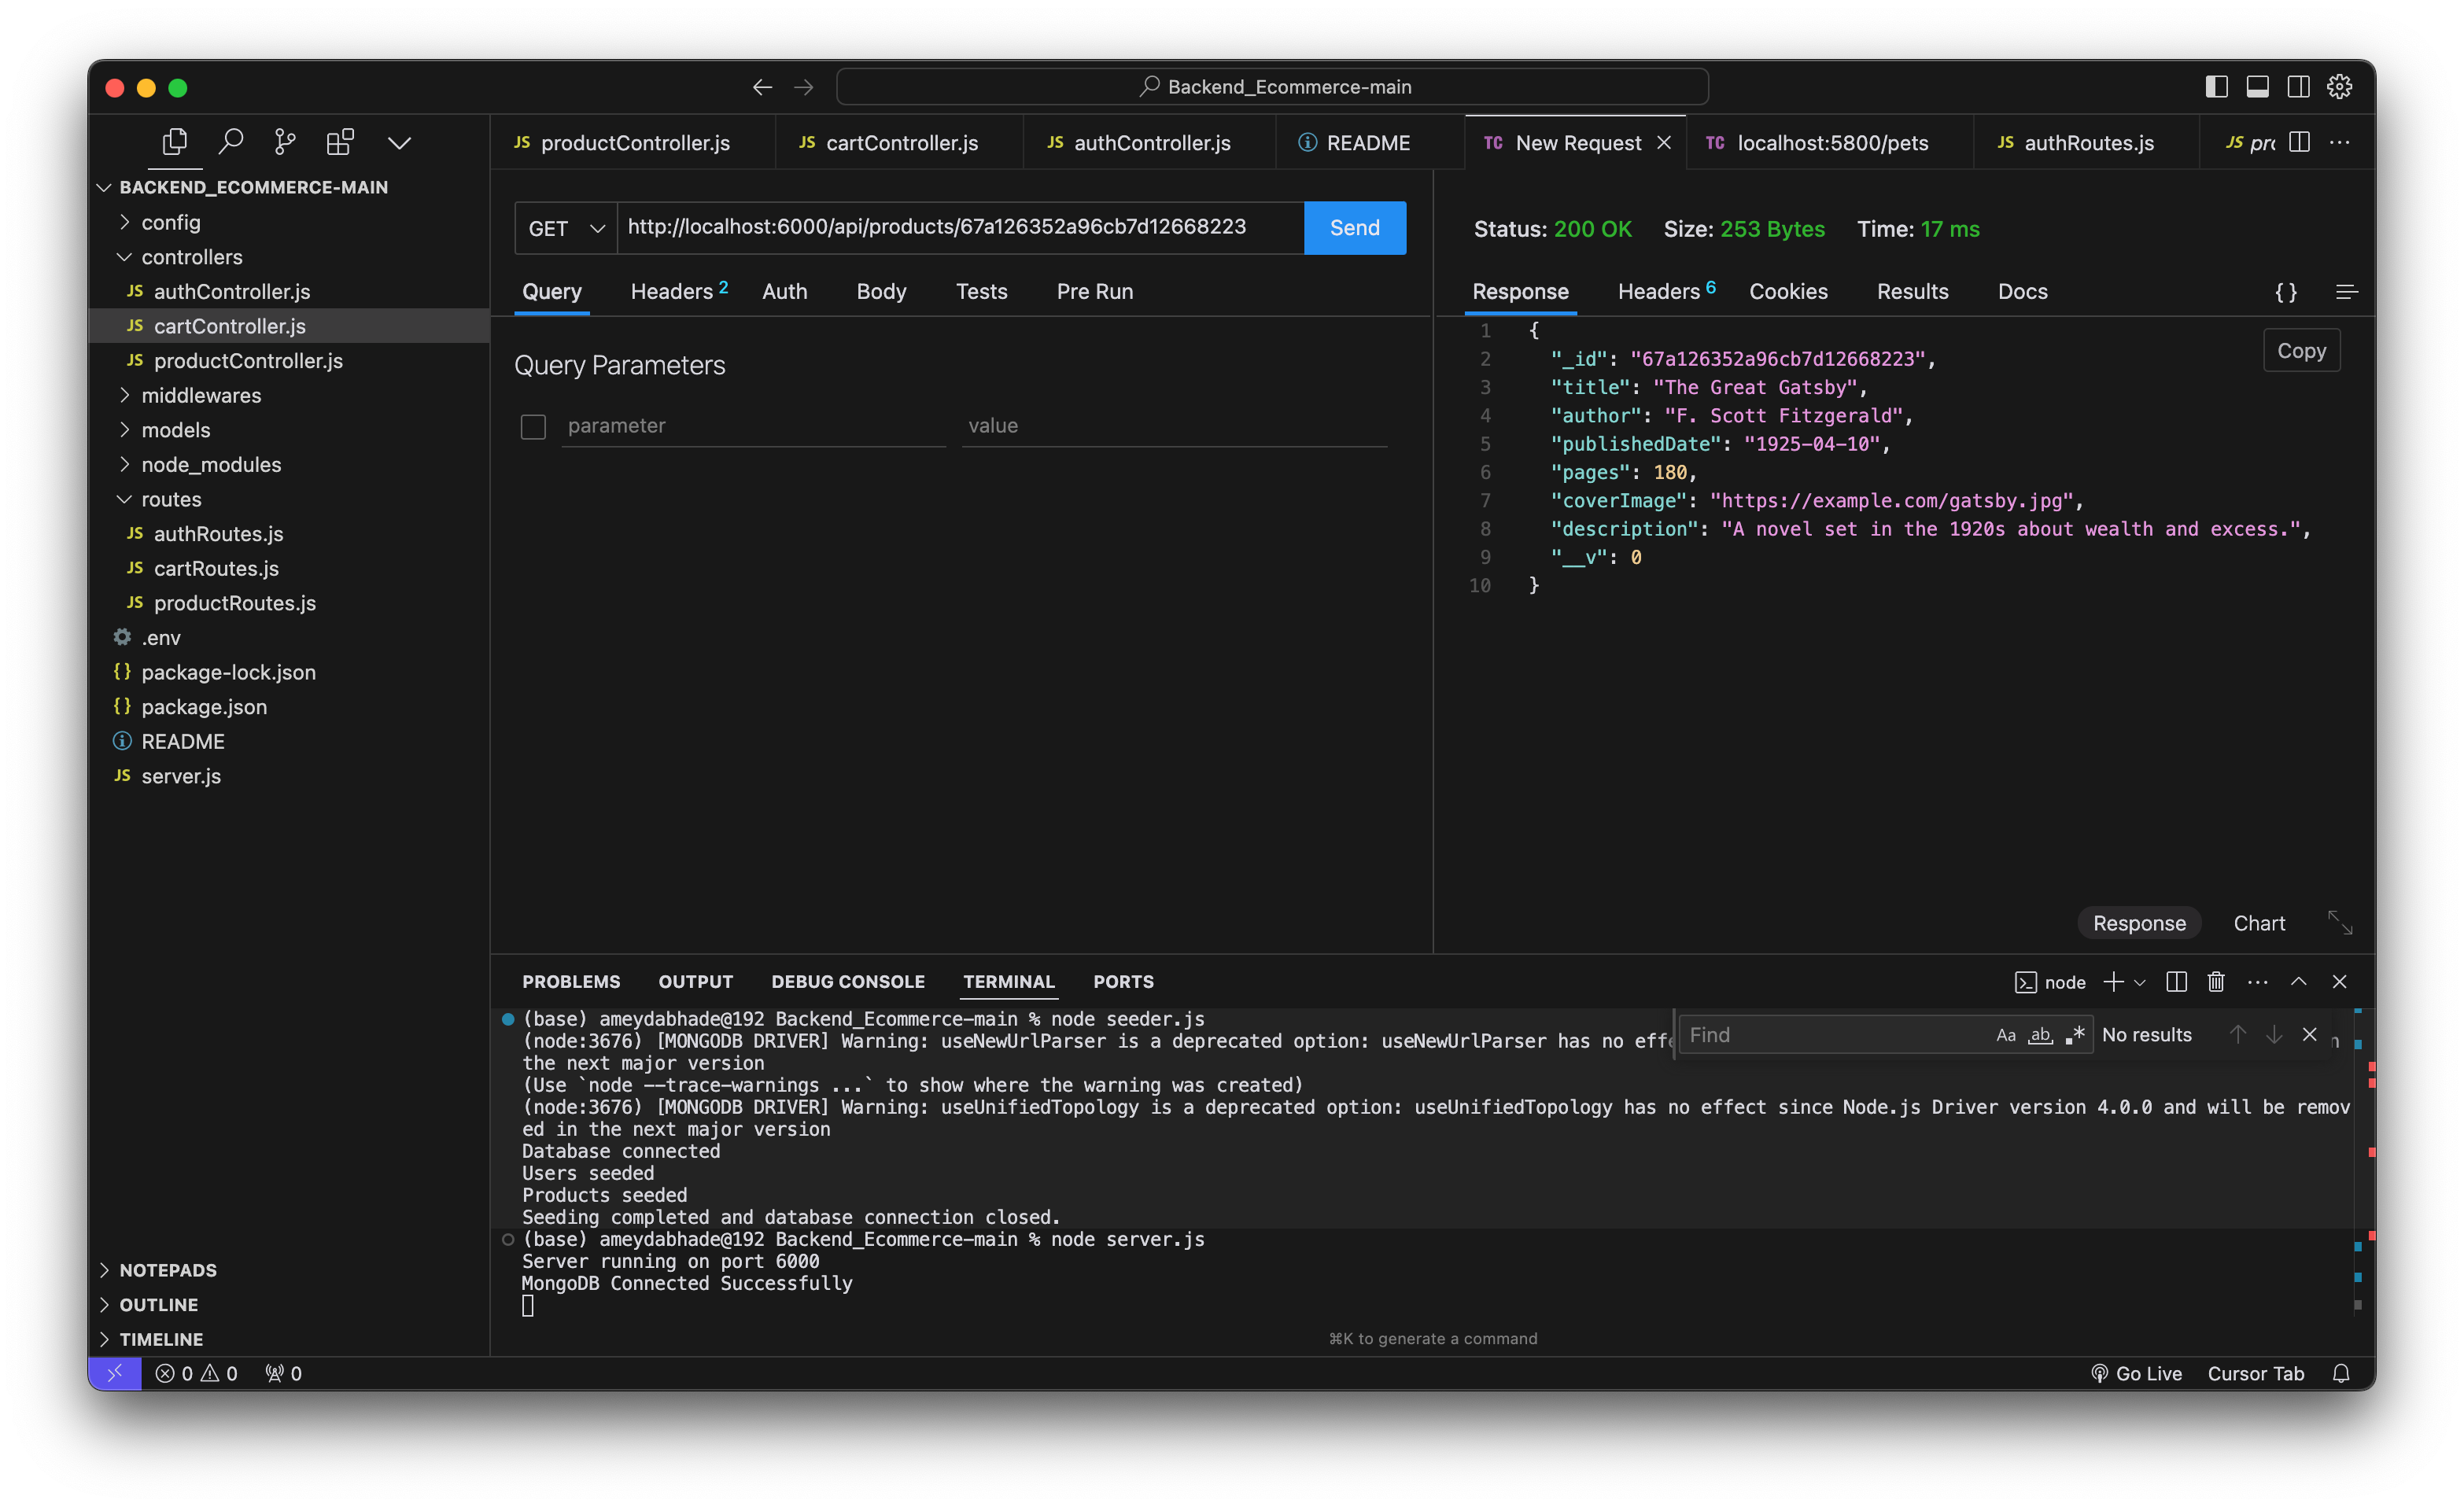 Backend_Ecommerce-main
JS productController.js
JS cartController.js
JS authController.js
README
TC New Request
TC localhost:5800/pets
JS authRoutes.js
JS
BACKEND_ECOMMERCE-MAIN
config
controllers
JS authController.js
JS cartController.js
JS productController.js
middlewares
models
node_modules
routes
JS authRoutes.js
JS cartRoutes.js
JS productRoutes.js
.env
{} package-lock.json
{} package.json
README
JS server.js
NOTEPADS
OUTLINE
TIMELINE
GET http://localhost:6000/api/products/67a126352a96cb7d12668223 Send
Query Headers 2 Auth Body Tests Pre Run
Query Parameters
parameter value
Status: 200 OK Size: 253 Bytes Time: 17 ms
Response Headers 6 Cookies Results Docs {}
Copy
1 {
2 "_id": "67a126352a96cb7d12668223",
3 "title": "The Great Gatsby",
4 "author": "F. Scott Fitzgerald",
5 "publishedDate": "1925-04-10",
6 "pages": 180,
7 "coverImage": "https://example.com/gatsby.jpg",
8 "description": "A novel set in the 1920s about wealth and excess.",
9 "__v": 0
10 }
Response Chart
PROBLEMS OUTPUT DEBUG CONSOLE TERMINAL PORTS
node
Find Aa ab .* No results
(base) ameydabhade@192 Backend_Ecommerce-main % node seeder.js
(node:3676) [MONGODB DRIVER] Warning: useNewUrlParser is a deprecated option: useNewUrlParser has no
the next major version
(Use `node --trace-warnings ...` to show where the warning was created)
(node:3676) [MONGODB DRIVER] Warning: useUnifiedTopology is a deprecated option: useUnifiedTopology has no effect since Node.js Driver version 4.0.0 and will be remov
ed in the next major version
Database connected
Users seeded
Products seeded
Seeding completed and database connection closed.
(base) ameydabhade@192 Backend_Ecommerce-main % node server.js
Server running on port 6000
MongoDB Connected Successfully
⌘K to generate a command
0 0 0
Go Live Cursor Tab